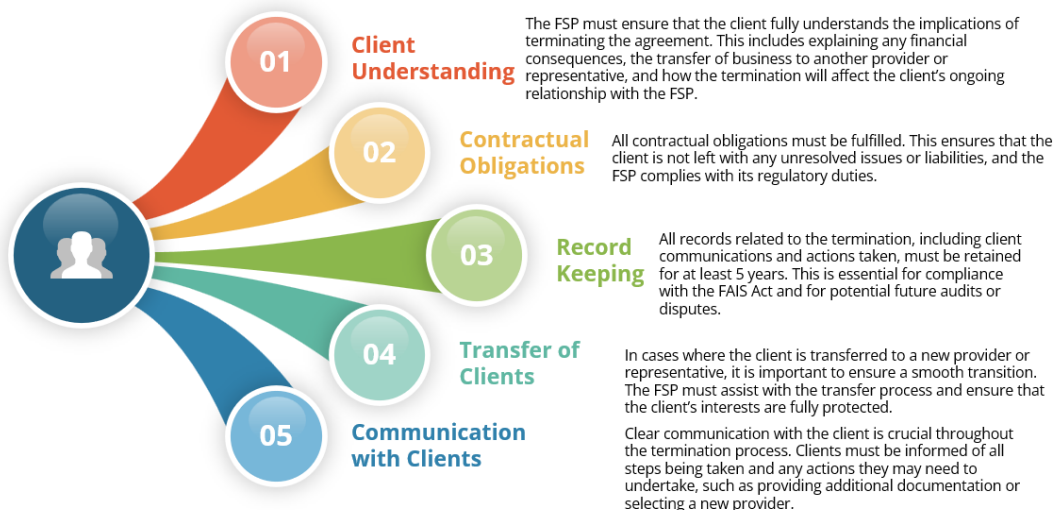 01
Client
Understanding
The FSP must ensure that the client fully understands the implications of
terminating the agreement. This includes explaining any financial
consequences, the transfer of business to another provider or
representative, and how the termination will affect the client's ongoing
relationship with the FSP.
02
Contractual
Obligations
All contractual obligations must be fulfilled. This ensures that the
client is not left with any unresolved issues or liabilities, and the
FSP complies with its regulatory duties.
03
Record
Keeping
All records related to the termination, including client
communications and actions taken, must be retained
for at least 5 years. This is essential for compliance
with the FAIS Act and for potential future audits or
disputes.
04
Transfer of
Clients
In cases where the client is transferred to a new provider or
representative, it is important to ensure a smooth transition.
The FSP must assist with the transfer process and ensure that
the client's interests are fully protected.
05
Communication
with Clients
Clear communication with the client is crucial throughout
the termination process. Clients must be informed of all
steps being taken and any actions they may need to
undertake, such as providing additional documentation or
selecting a new provider.